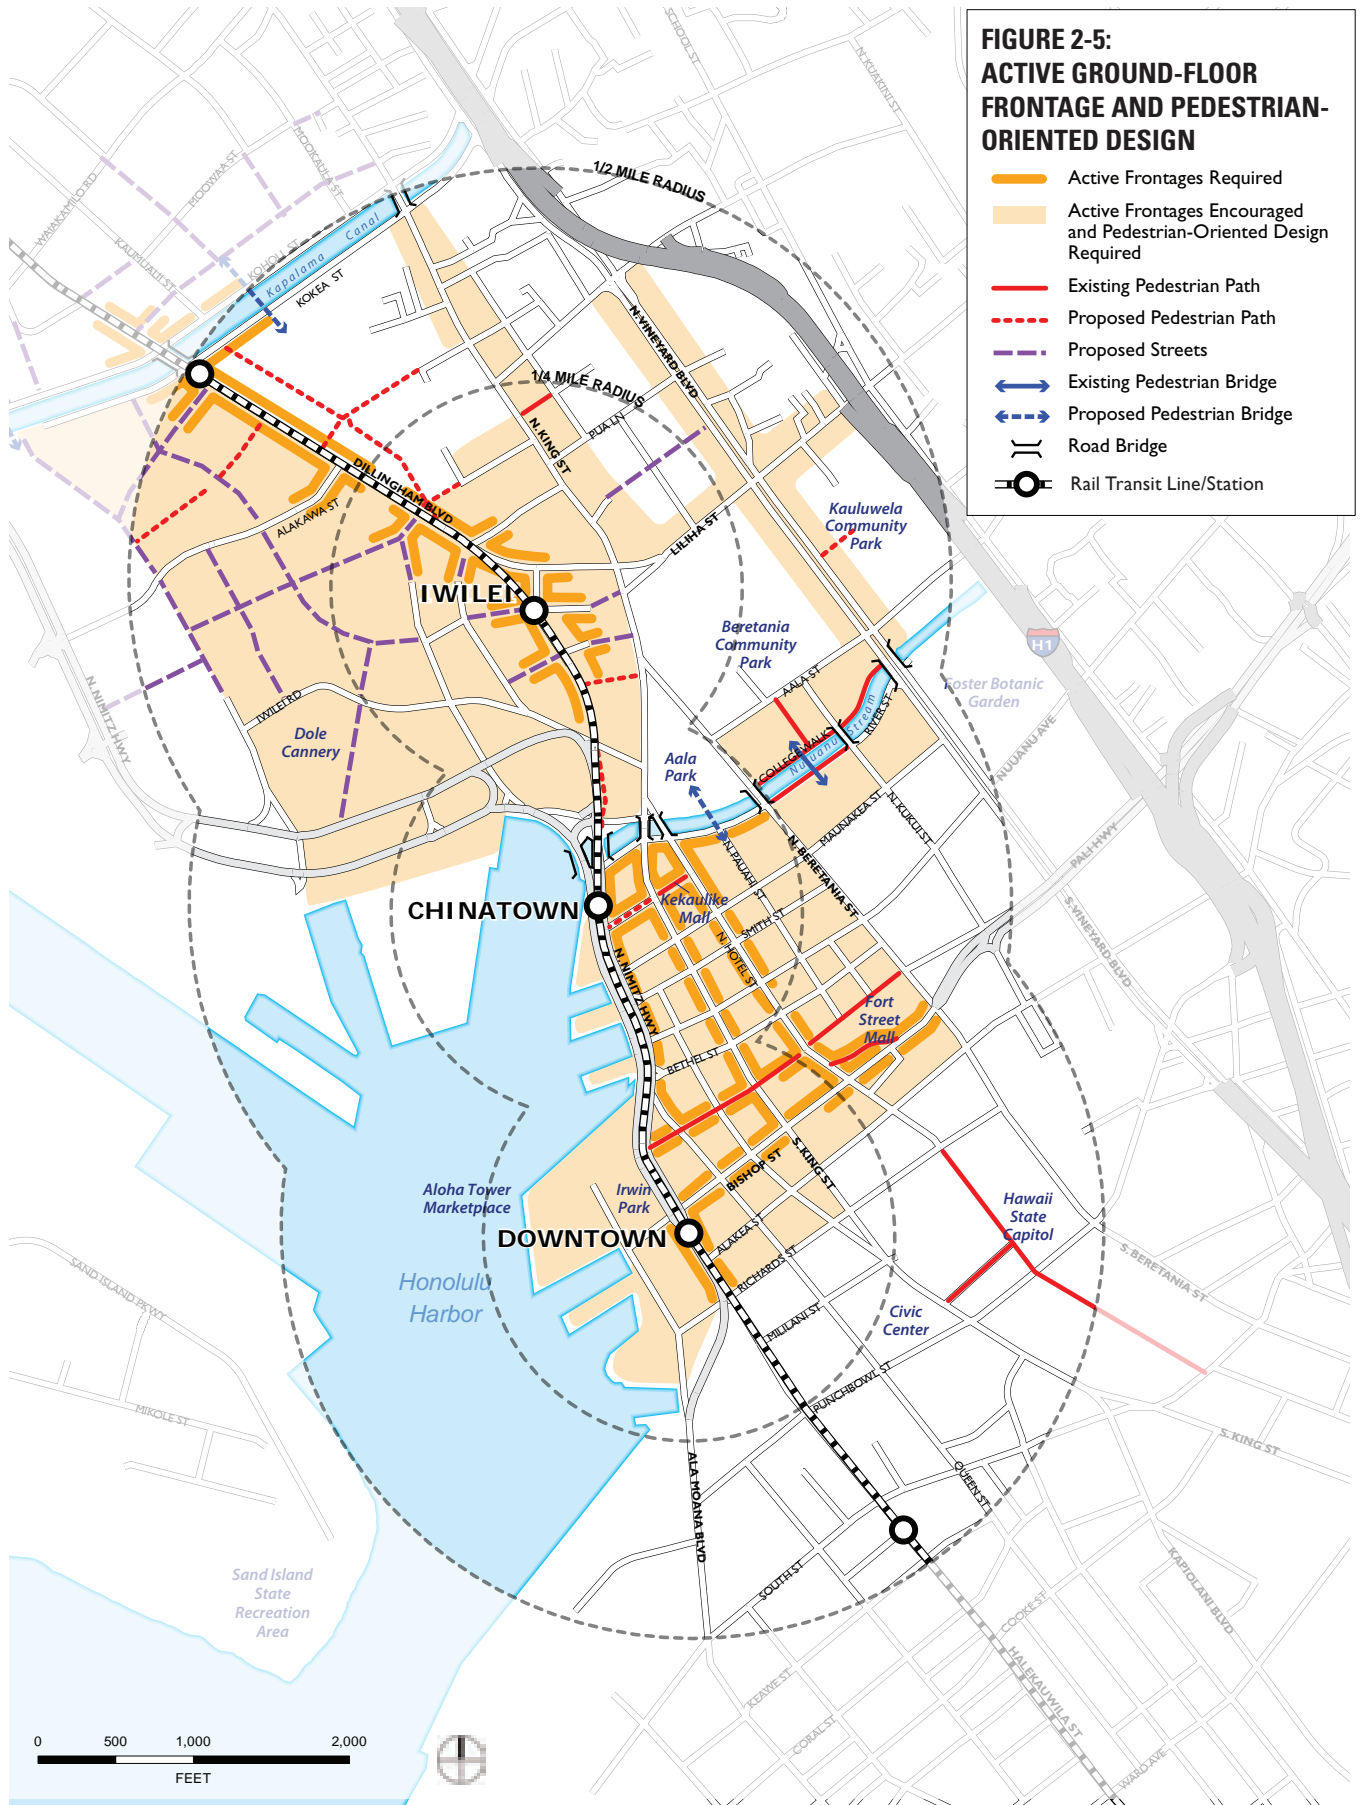 FIGURE 2-5:
ACTIVE GROUND-FLOOR
FRONTAGE AND PEDESTRIAN-
ORIENTED DESIGN
Active Frontages Required
Active Frontages Encouraged
and Pedestrian-Oriented Design
Required
Existing Pedestrian Path
Proposed Pedestrian Path
Proposed Streets
Existing Pedestrian Bridge
Proposed Pedestrian Bridge
Road Bridge
Rail Transit Line/Station
SCHOOL ST
N. KUAKINI ST
MOOKAULA ST
MOOWAA ST
WAIAKAMILO RD
KAUMUALII ST
KOHOU ST
Kapalama Canal
KOKEA ST
1/2 MILE RADIUS
N. VINEYARD BLVD
1/4 MILE RADIUS
PUA LN
N. KING ST
DILLINGHAM BLVD
ALAKAWA ST
LILIHA ST
Kauluwela
Community
Park
IWILEI
Beretania
Community
Park
H1
AALA ST
Foster Botanic
Garden
N. NIMITZ HWY
IWILEI RD
Dole
Cannery
COLLEGE WALK
Nuuanu Stream
RIVER ST
NUUANU AVE
Aala
Park
MAUNAKEA ST
N. KUKUI ST
PALI HWY
N. PAUAHI ST
N. BERETANIA ST
Kekaulike
Mall
CHINATOWN
SMITH ST
N. HOTEL ST
S. VINEYARD BLVD
N. NIMITZ HWY
Fort
Street
Mall
BETHEL ST
S. KING ST
BISHOP ST
Aloha Tower
Marketplace
Irwin
Park
Hawaii
State
Capitol
DOWNTOWN
ALAKEA ST
RICHARDS ST
S. BERETANIA ST
SAND ISLAND PKWY
Honolulu
Harbor
MILILANI ST
Civic
Center
PUNCHBOWL ST
MIKOLE ST
S. KING ST
ALA MOANA BLVD
QUEEN ST
Sand Island
State
Recreation
Area
SOUTH ST
KAPIOLANI BLVD
COOKE ST
KEAWE ST
HALEKAUWILA ST
CORAL ST
WARD AVE
0 500 1,000 2,000
FEET